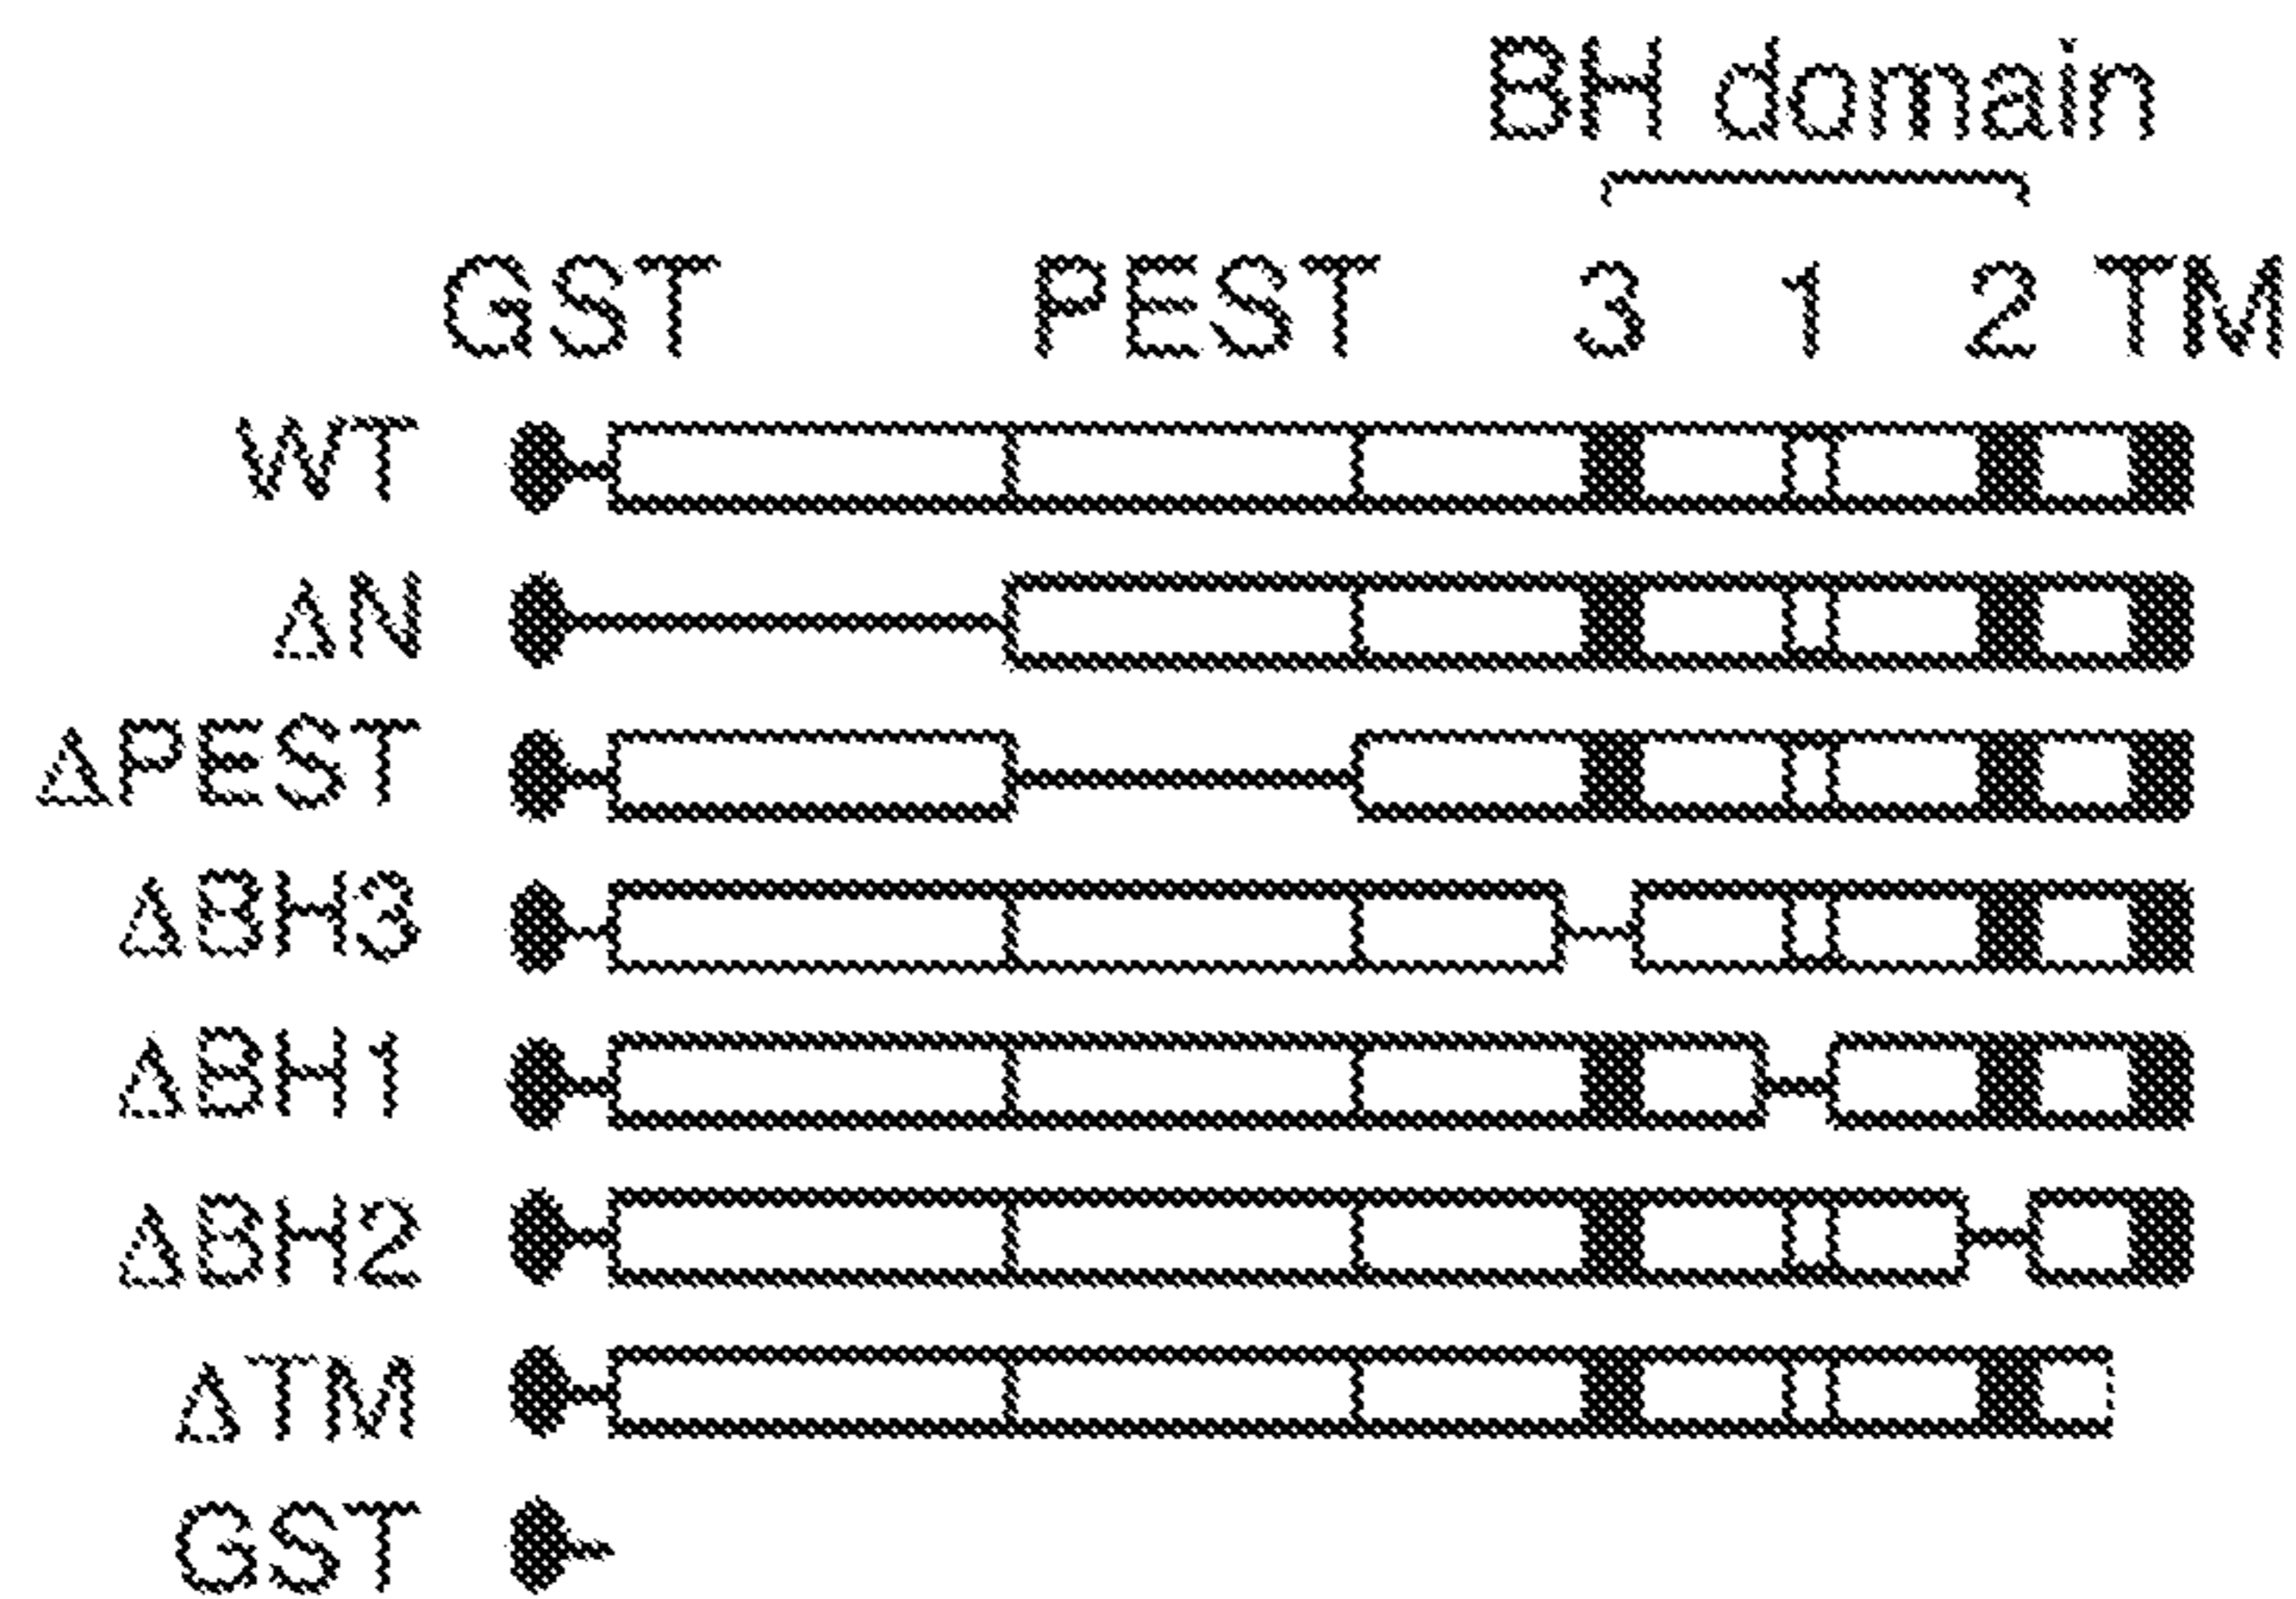 BH domain
GST PEST 3 1 2 TM
WT
ΔN
ΔPEST
ΔBH3
ΔBH1
ΔBH2
ΔTM
GST